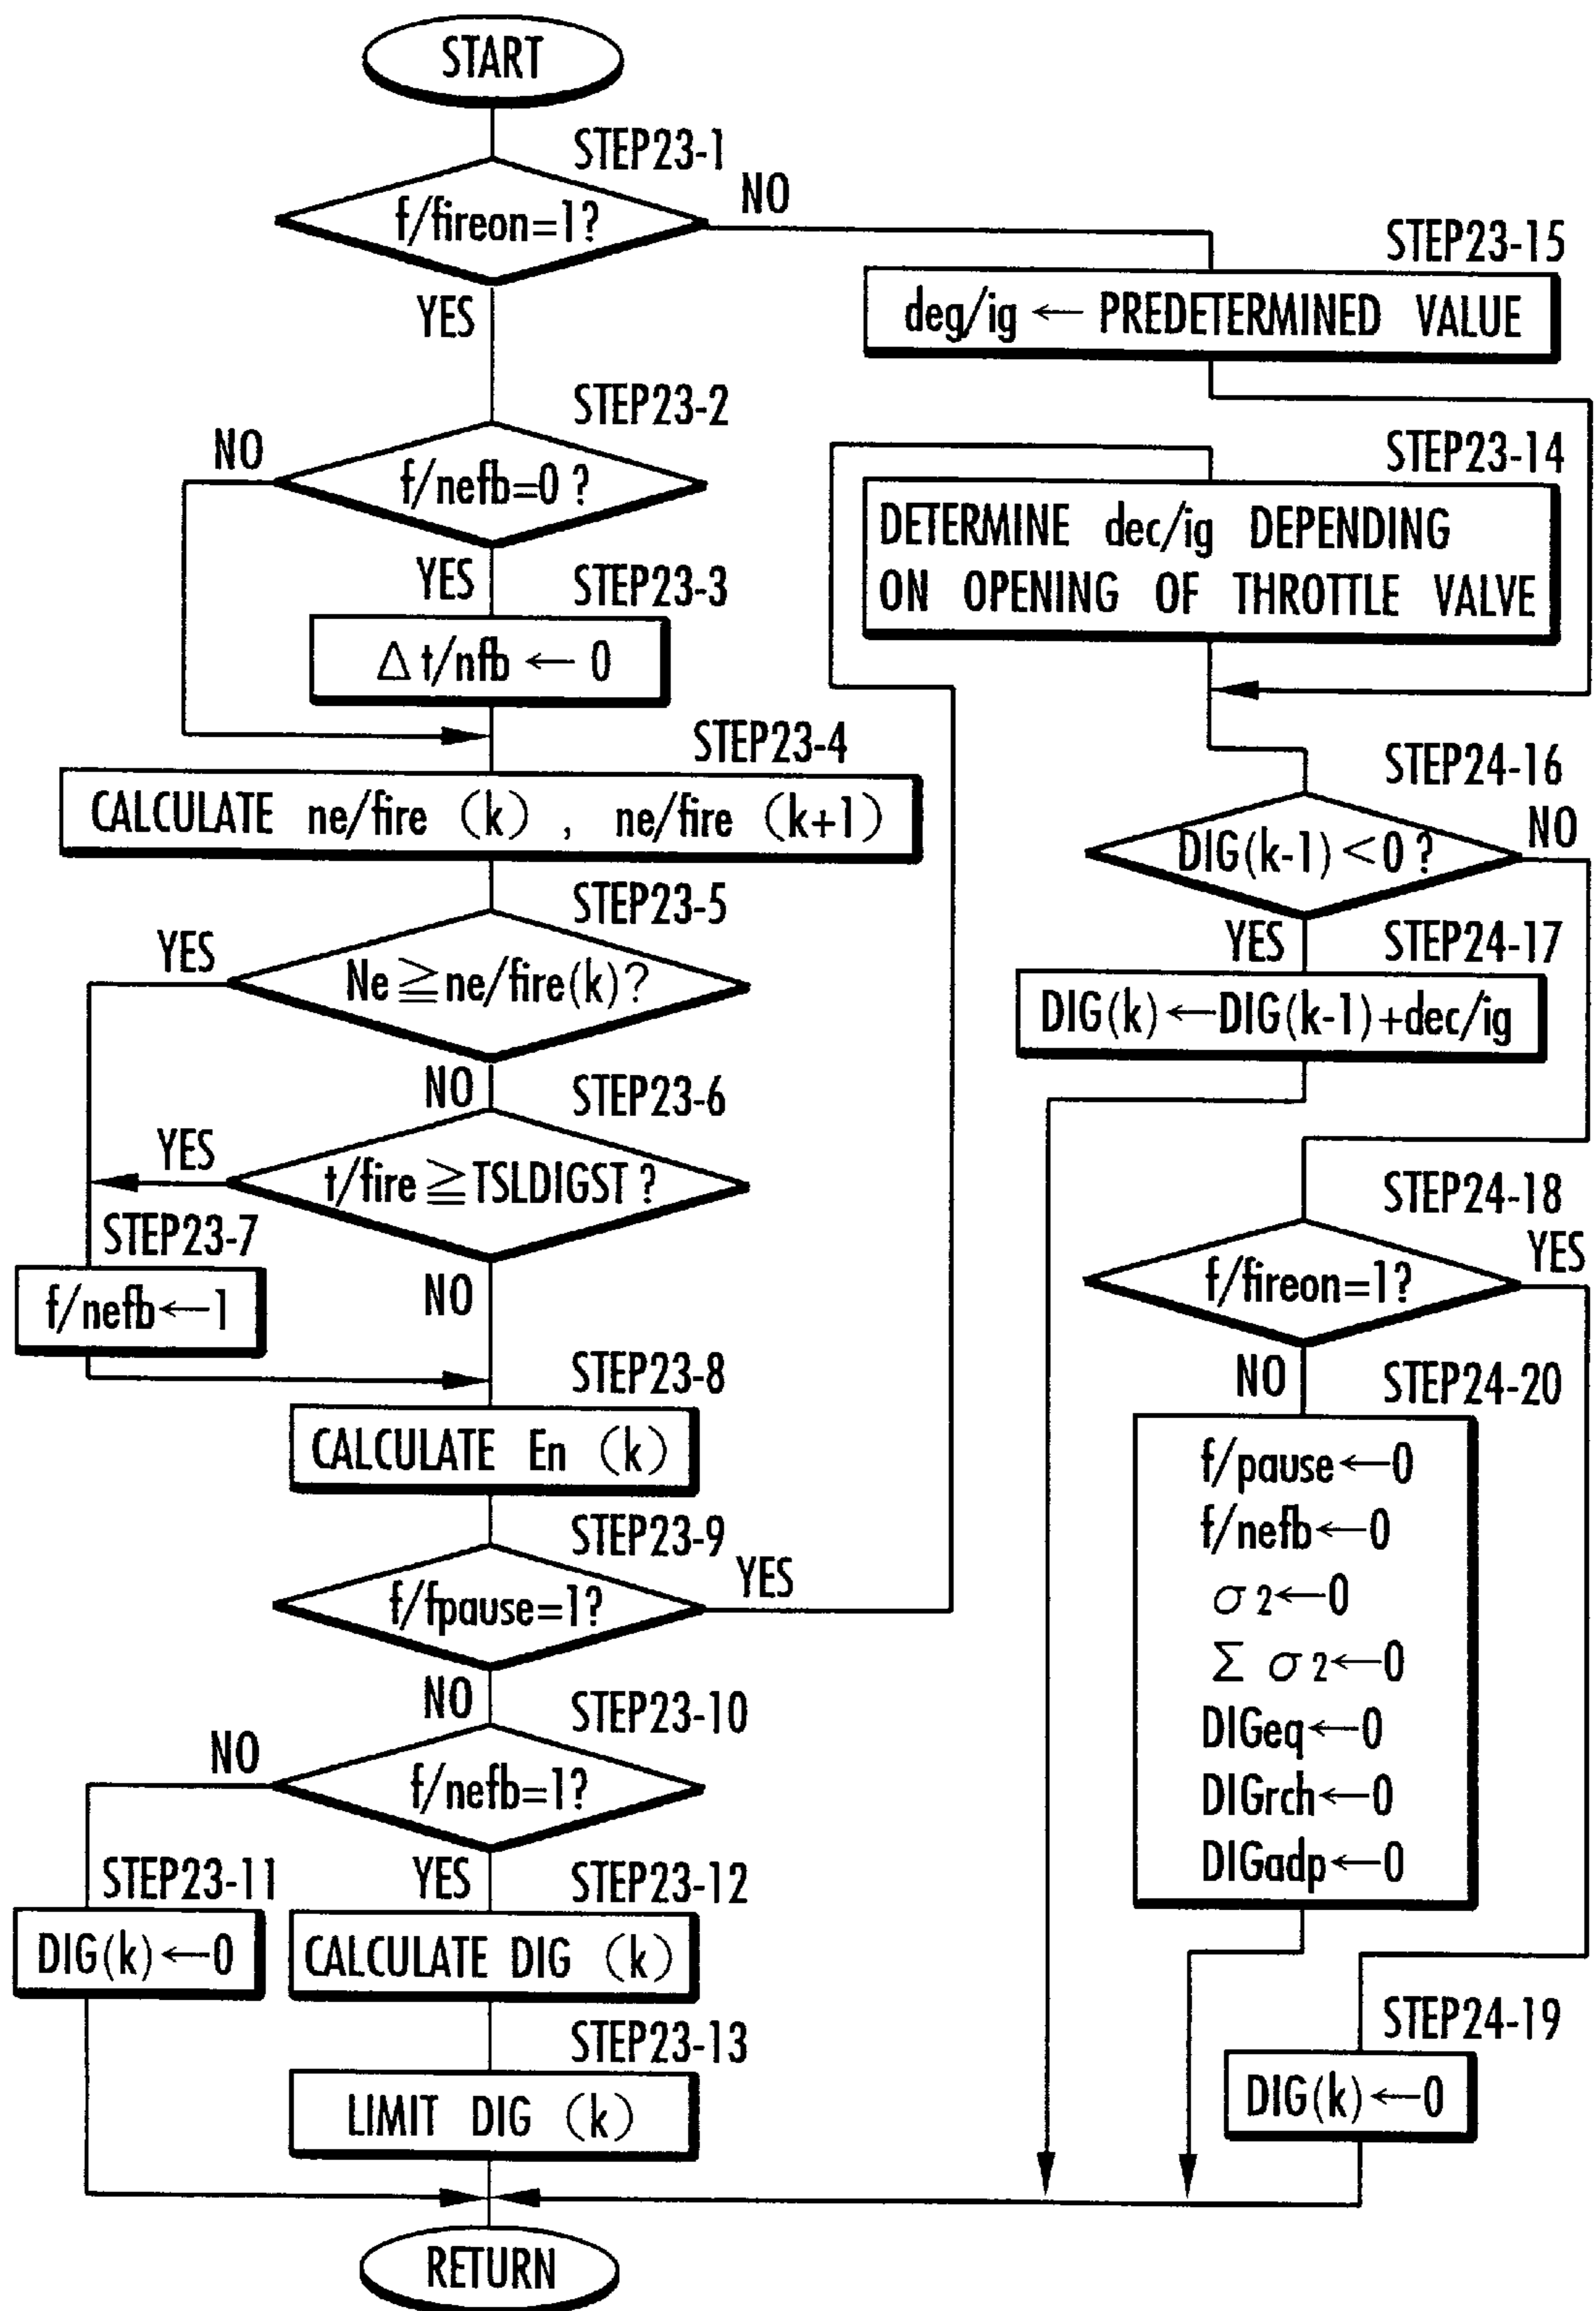 START
STEP23-1
f/fireon=1?
NO
YES
STEP23-15
deg/ig ← PREDETERMINED VALUE
STEP23-2
NO
f/nefb=0 ?
YES
STEP23-3
Δ t/nfb ← 0
STEP23-14
DETERMINE dec/ig DEPENDING
ON OPENING OF THROTTLE VALVE
STEP23-4
CALCULATE ne/fire (k) , ne/fire (k+1)
STEP23-5
YES
Ne ≧ ne/fire(k)?
NO
STEP23-6
YES
t/fire ≧ TSLDIGST ?
STEP23-7
NO
f/nefb←1
STEP23-8
CALCULATE En (k)
STEP23-9
YES
f/fpause=1?
NO
STEP23-10
NO
f/nefb=1?
STEP23-11
YES
STEP23-12
DIG(k)←0
CALCULATE DIG (k)
STEP23-13
LIMIT DIG (k)
STEP24-16
NO
DIG(k-1) <0 ?
YES
STEP24-17
DIG(k)←DIG(k-1)+dec/ig
STEP24-18
YES
f/fireon=1?
NO
STEP24-20
f/pause←0
f/nefb←0
σ 2←0
Σ σ 2←0
DIGeq←0
DIGrch←0
DIGadp←0
STEP24-19
DIG(k)←0
RETURN